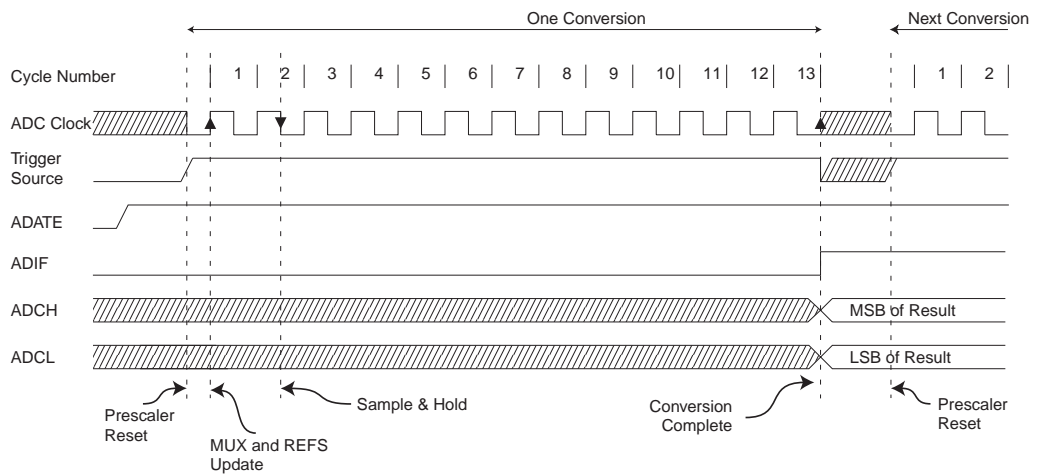 One Conversion
Next Conversion
Cycle Number
1 2 3 4 5 6 7 8 9 10 11 12 13 1 2
ADC Clock
Trigger
Source
ADATE
ADIF
ADCH
MSB of Result
ADCL
LSB of Result
Prescaler
Reset
MUX and REFS
Update
Sample & Hold
Conversion
Complete
Prescaler
Reset